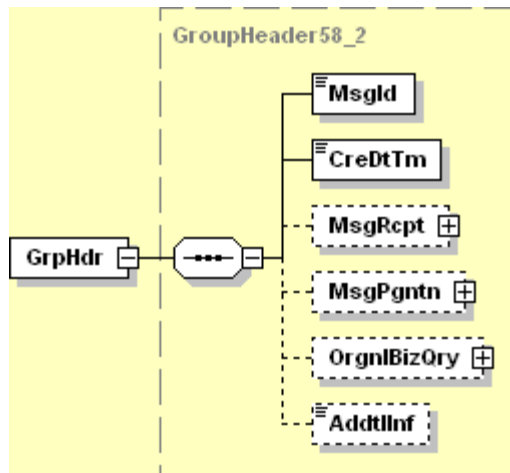 GroupHeader58_2
MsgId
CreDtTm
MsgRcpt
GrpHdr
MsgPgntn
OrgnlBizQry
AddtlInf